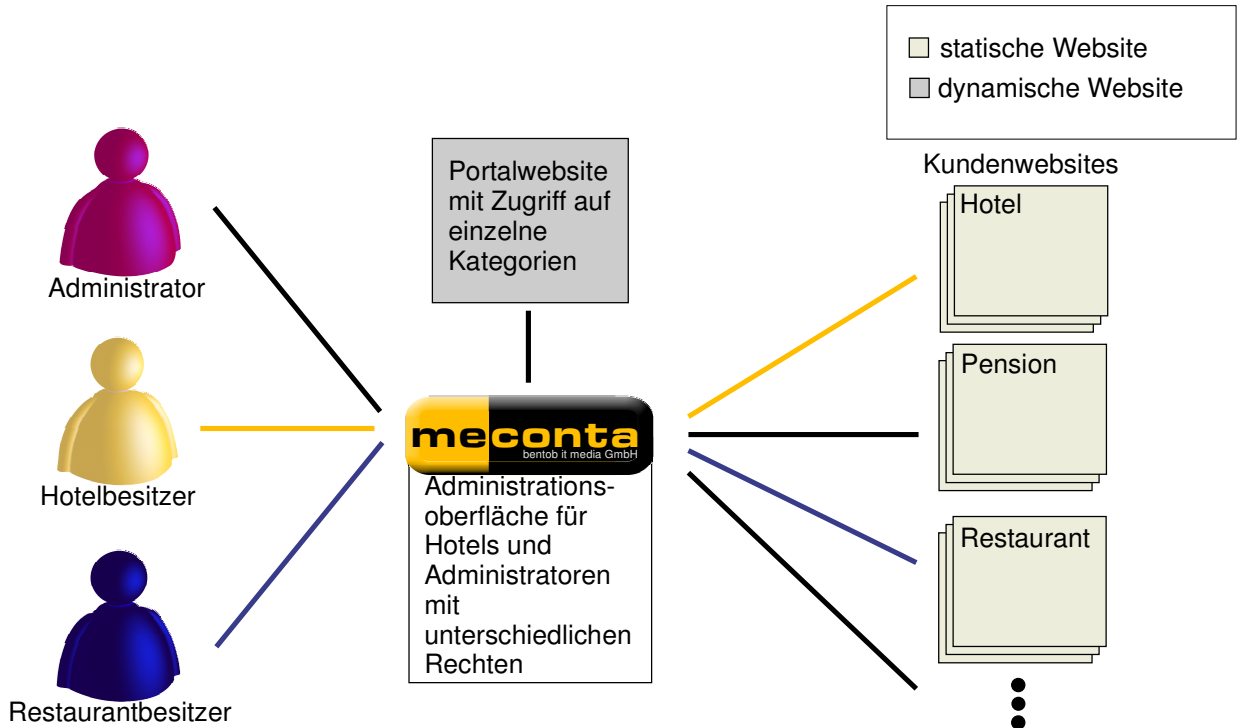 statische Website
dynamische Website
Kundenwebsites
Portalwebsite
mit Zugriff auf
einzelne
Kategorien
Hotel
Administrator
Pension
meconta
bentob it media GmbH
Hotelbesitzer
Administrations-
oberfläche für
Hotels und
Administratoren
mit
unterschiedlichen
Rechten
Restaurant
Restaurantbesitzer